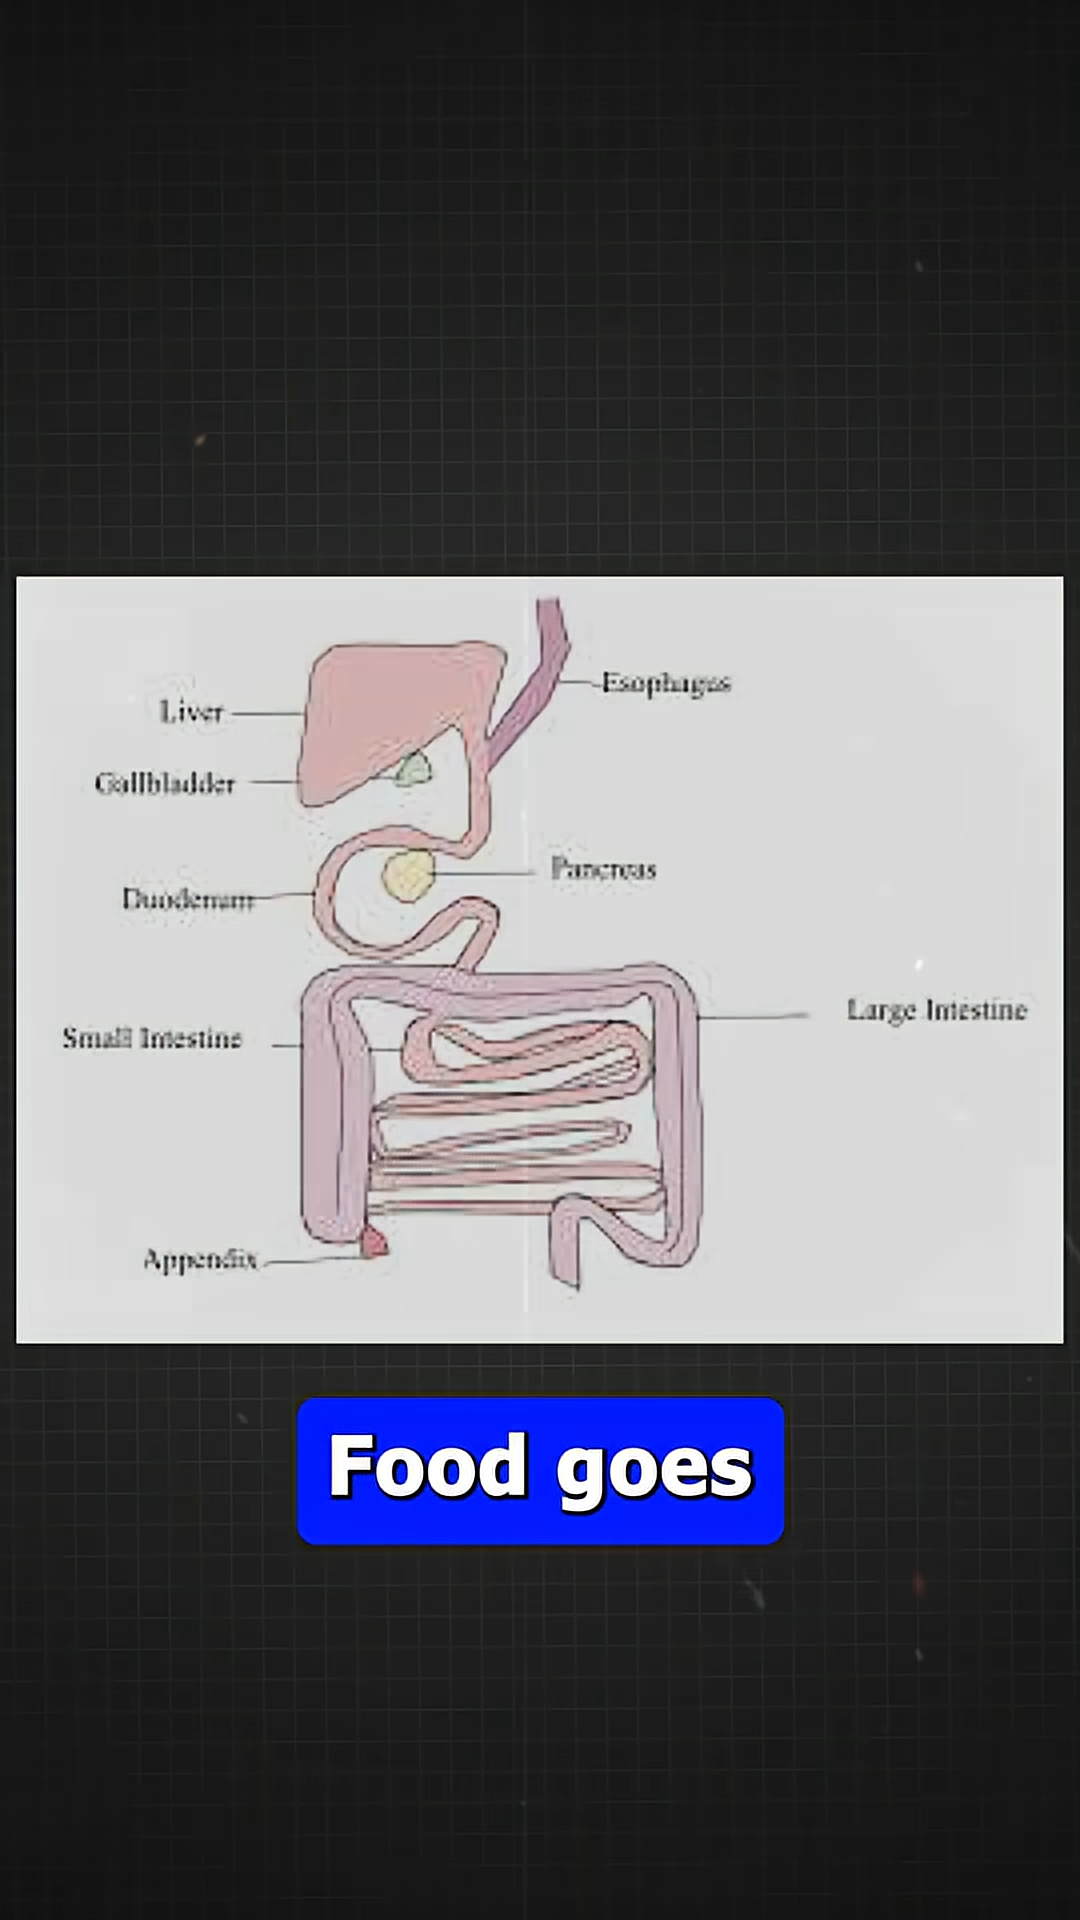 Esophagus
Liver
Gallbladder
Pancreas
Duodenum
Large Intestine
Small Intestine
Appendix
Food goes